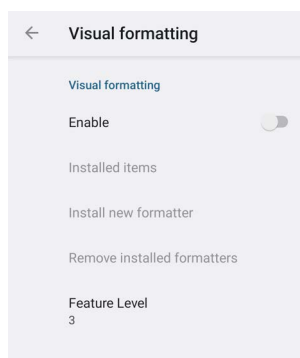 Visual formatting
Visual formatting
Enable
Installed items
Install new formatter
Remove installed formatters
Feature Level
3